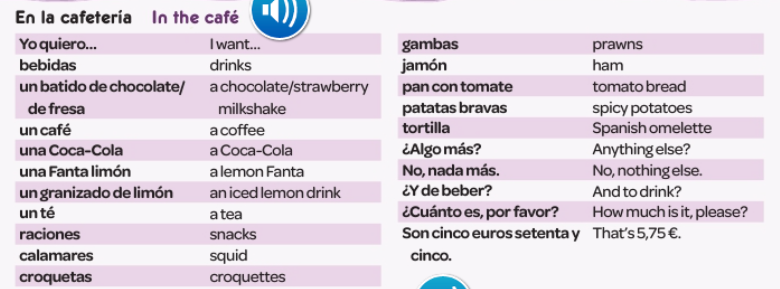 En la cafetería In the café
Yo quiero... I want...
bebidas drinks
un batido de chocolate/ a chocolate/strawberry
de fresa milkshake
un café a coffee
una Coca-Cola a Coca-Cola
una Fanta limón a lemon Fanta
un granizado de limón an iced lemon drink
un té a tea
raciones snacks
calamares squid
croquetas croquettes
gambas prawns
jamón ham
pan con tomate tomato bread
patatas bravas spicy potatoes
tortilla Spanish omelette
¿Algo más? Anything else?
No, nada más. No, nothing else.
¿Y de beber? And to drink?
¿Cuánto es, por favor? How much is it, please?
Son cinco euros setenta y That's 5,75 €.
cinco.